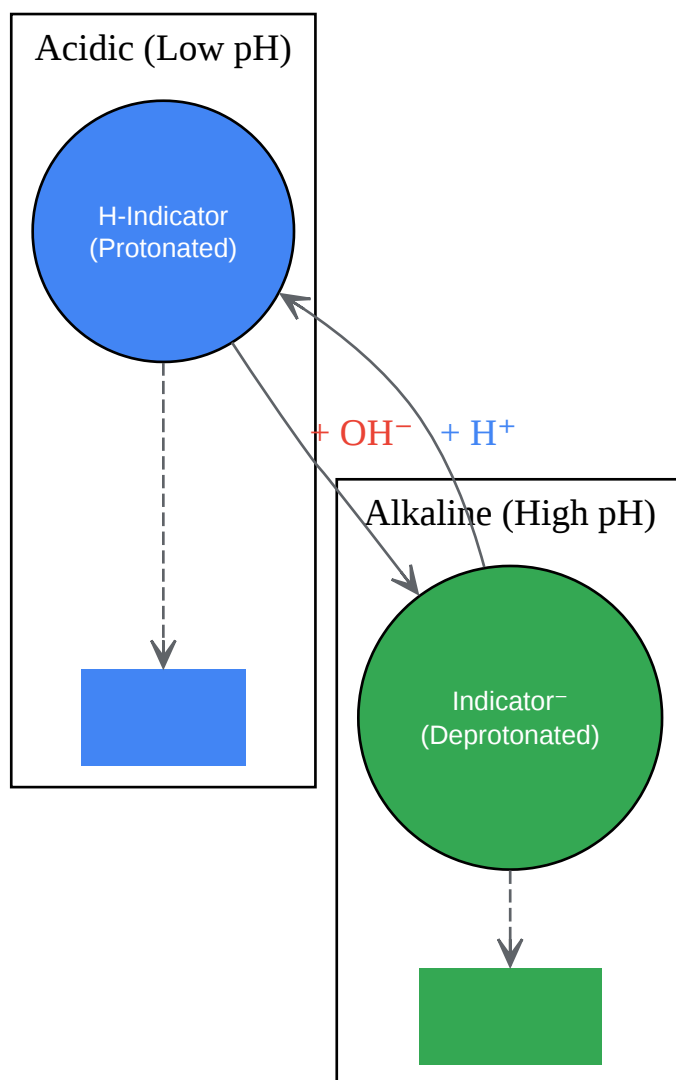 Acidic (Low pH)
H-Indicator
(Protonated)
+ OH⁻
+ H⁺
Alkaline (High pH)
Indicator⁻
(Deprotonated)